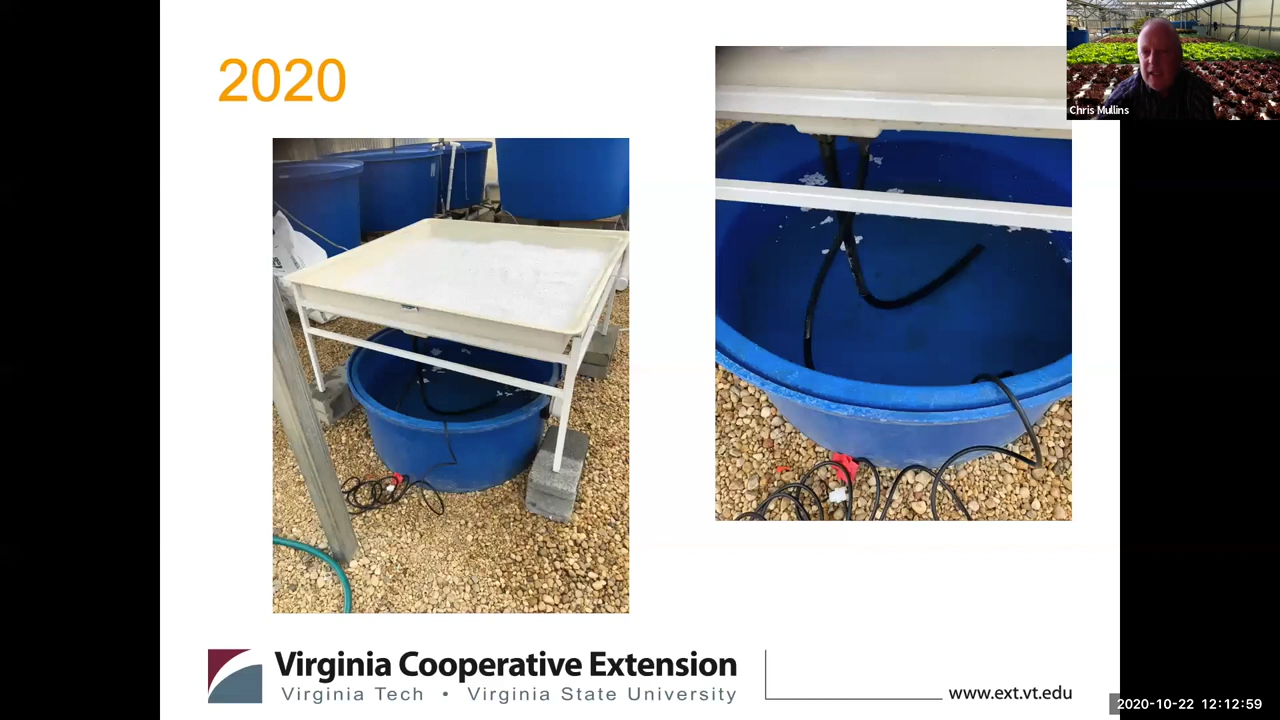 2020
Chris Mullins
Virginia Cooperative Extension
Virginia Tech • Virginia State University
www.ext.vt.edu
2020-10-22 12:12:59